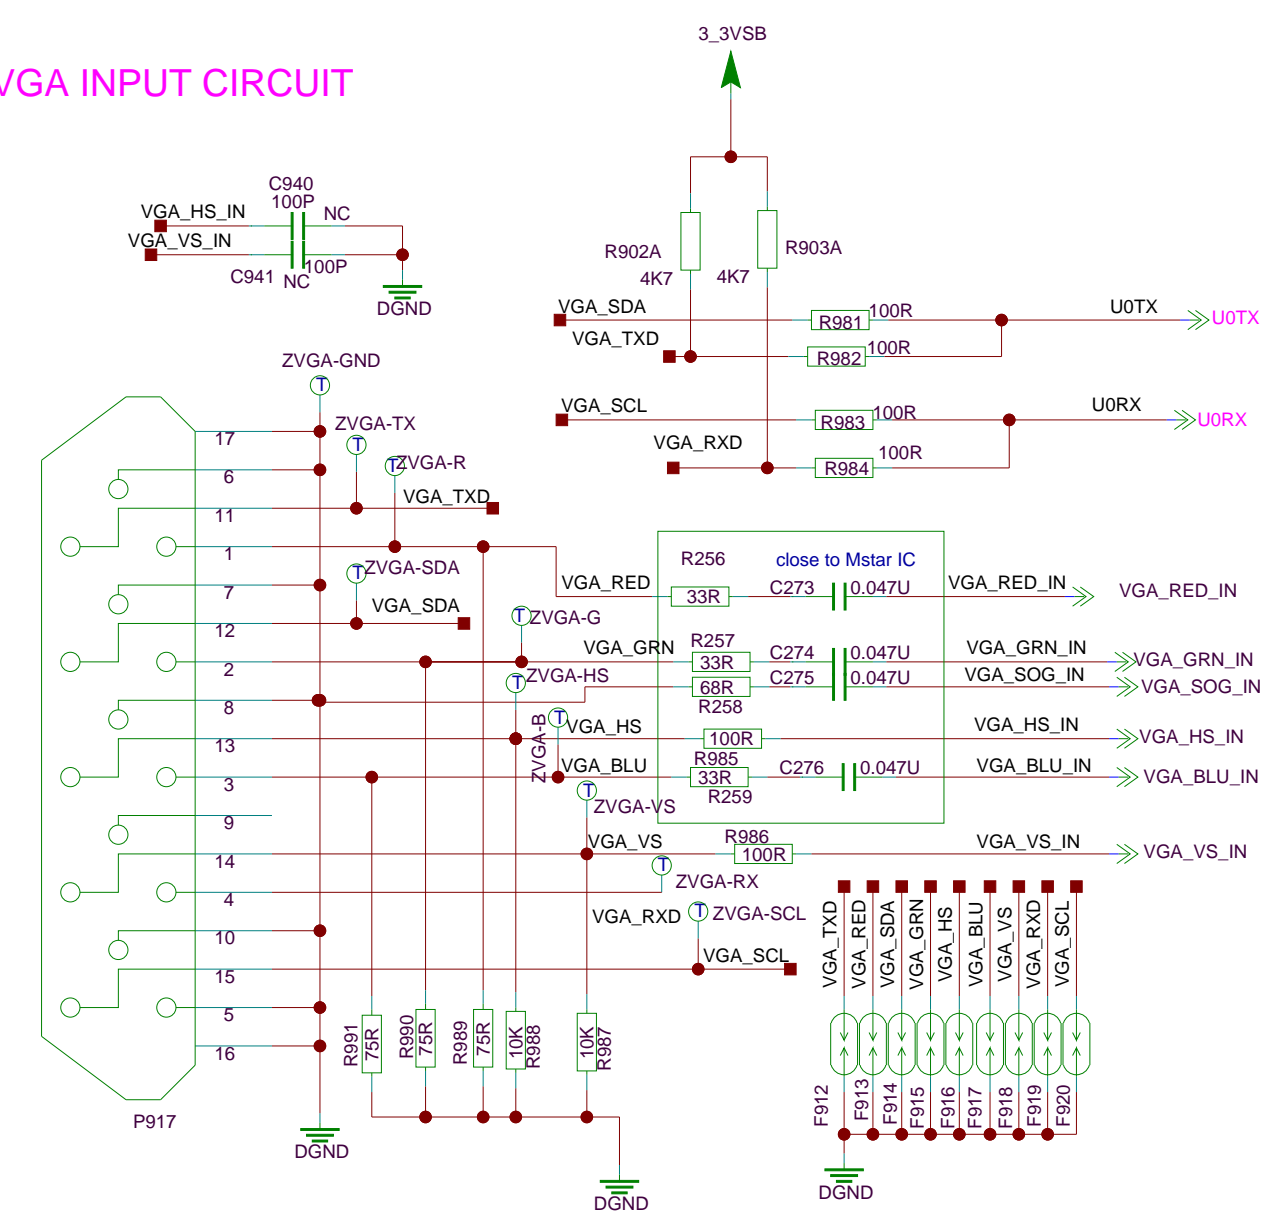 3_3VSB
VGA INPUT CIRCUIT
C940
100P
VGA_HS_IN
NC
VGA_VS_IN
C941
NC
100P
DGND
R902A
4K7
R903A
4K7
VGA_SDA
R981
100R
U0TX
U0TX
VGA_TXD
R982
100R
VGA_SCL
R983
100R
U0RX
U0RX
VGA_RXD
R984
100R
ZVGA-GND
T
ZVGA-TX
T
ZVGA-R
T
17
6
11
VGA_TXD
1
7
ZVGA-SDA
T
VGA_SDA
12
ZVGA-G
T
2
ZVGA-HS
T
8
13
ZVGA-B
T
3
ZVGA-VS
T
9
14
4
ZVGA-RX
T
VGA_RXD
ZVGA-SCL
T
10
VGA_SCL
15
5
16
P917
DGND
R256
close to Mstar IC
VGA_RED
33R
C273
0.047U
VGA_RED_IN
VGA_RED_IN
R257
VGA_GRN
33R
C274
0.047U
VGA_GRN_IN
VGA_GRN_IN
68R
C275
0.047U
VGA_SOG_IN
VGA_SOG_IN
R258
VGA_HS
100R
VGA_HS_IN
VGA_HS_IN
R985
VGA_BLU
33R
C276
0.047U
VGA_BLU_IN
VGA_BLU_IN
R259
R986
VGA_VS
100R
VGA_VS_IN
VGA_VS_IN
R991
75R
R990
75R
R989
75R
10K
R988
10K
R987
DGND
VGA_TXD
VGA_RED
VGA_SDA
VGA_GRN
VGA_HS
VGA_BLU
VGA_VS
VGA_RXD
VGA_SCL
F912
F913
F914
F915
F916
F917
F918
F919
F920
DGND